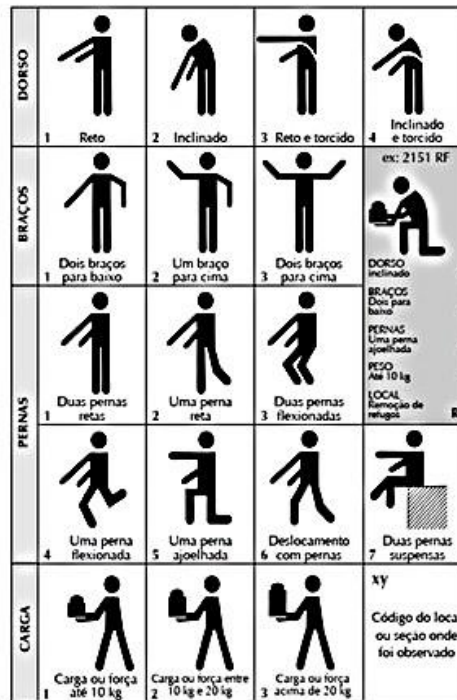 DORSO
1 Reto
2 Inclinado
3 Reto e torcido
4 Inclinado
e torcido
BRAÇOS
1 Dois braços
para baixo
2 Um braço
para cima
3 Dois braços
para cima
ex: 2151 RF
DORSO
inclinado
BRAÇOS
Dois para
baixo
PERNAS
Uma perna
ajoelhada
PESO
Até 10 kg
LOCAL
Remoção de
refugos
R
PERNAS
1 Duas pernas
retas
2 Uma perna
reta
3 Duas pernas
flexionadas
4 Uma perna
flexionada
5 Uma perna
ajoelhada
6 Deslocamento
com pernas
7 Duas pernas
suspensas
CARGA
1 Carga ou força
até 10 kg
2 Carga ou força entre
10 kg e 20 kg
3 Carga ou força
acima de 20 kg
xy
Código do loca
ou seção onde
foi observado